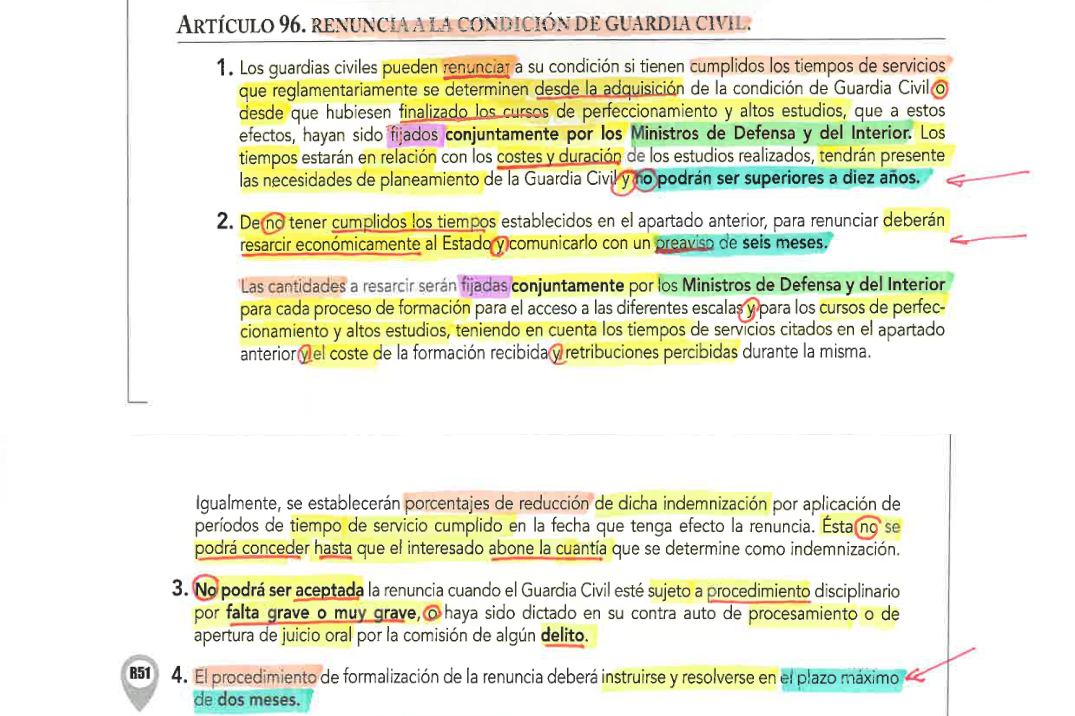 ARTÍCULO 96. RENUNCIA A LA CONDICIÓN DE GUARDIA CIVIL.
1. Los guardias civiles pueden renunciar a su condición si tienen cumplidos los tiempos de servicios
que reglamentariamente se determinen desde la adquisición de la condición de Guardia Civil o
desde que hubiesen finalizado los cursos de perfeccionamiento y altos estudios, que a estos
efectos, hayan sido fijados conjuntamente por los Ministros de Defensa y del Interior. Los
tiempos estarán en relación con los costes y duración de los estudios realizados, tendrán presente
las necesidades de planeamiento de la Guardia Civil y no podrán ser superiores a diez años.
2. De no tener cumplidos los tiempos establecidos en el apartado anterior, para renunciar deberán
resarcir económicamente al Estado y comunicarlo con un preaviso de seis meses.
Las cantidades a resarcir serán fijadas conjuntamente por los Ministros de Defensa y del Interior
para cada proceso de formación para el acceso a las diferentes escalas y para los cursos de perfec-
cionamiento y altos estudios, teniendo en cuenta los tiempos de servicios citados en el apartado
anterior y el coste de la formación recibida y retribuciones percibidas durante la misma.
Igualmente, se establecerán porcentajes de reducción de dicha indemnización por aplicación de
períodos de tiempo de servicio cumplido en la fecha que tenga efecto la renuncia. Ésta no se
podrá conceder hasta que el interesado abone la cuantía que se determine como indemnización.
3. No podrá ser aceptada la renuncia cuando el Guardia Civil esté sujeto a procedimiento disciplinario
por falta grave o muy grave, o haya sido dictado en su contra auto de procesamiento o de
apertura de juicio oral por la comisión de algún delito.
R51
4. El procedimiento de formalización de la renuncia deberá instruirse y resolverse en el plazo máximo
de dos meses.